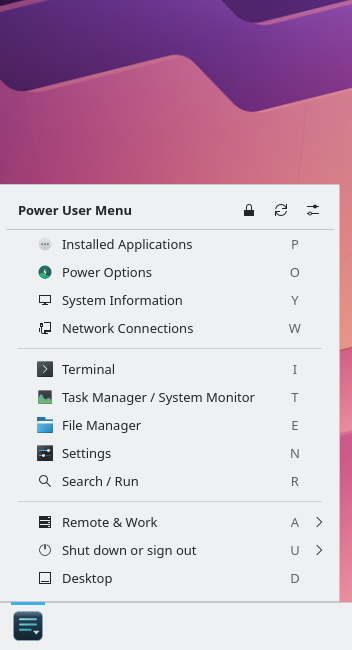 Power User Menu
Installed Applications P
Power Options O
System Information Y
Network Connections W
Terminal I
Task Manager / System Monitor T
File Manager E
Settings N
Search / Run R
Remote & Work A
Shut down or sign out U
Desktop D